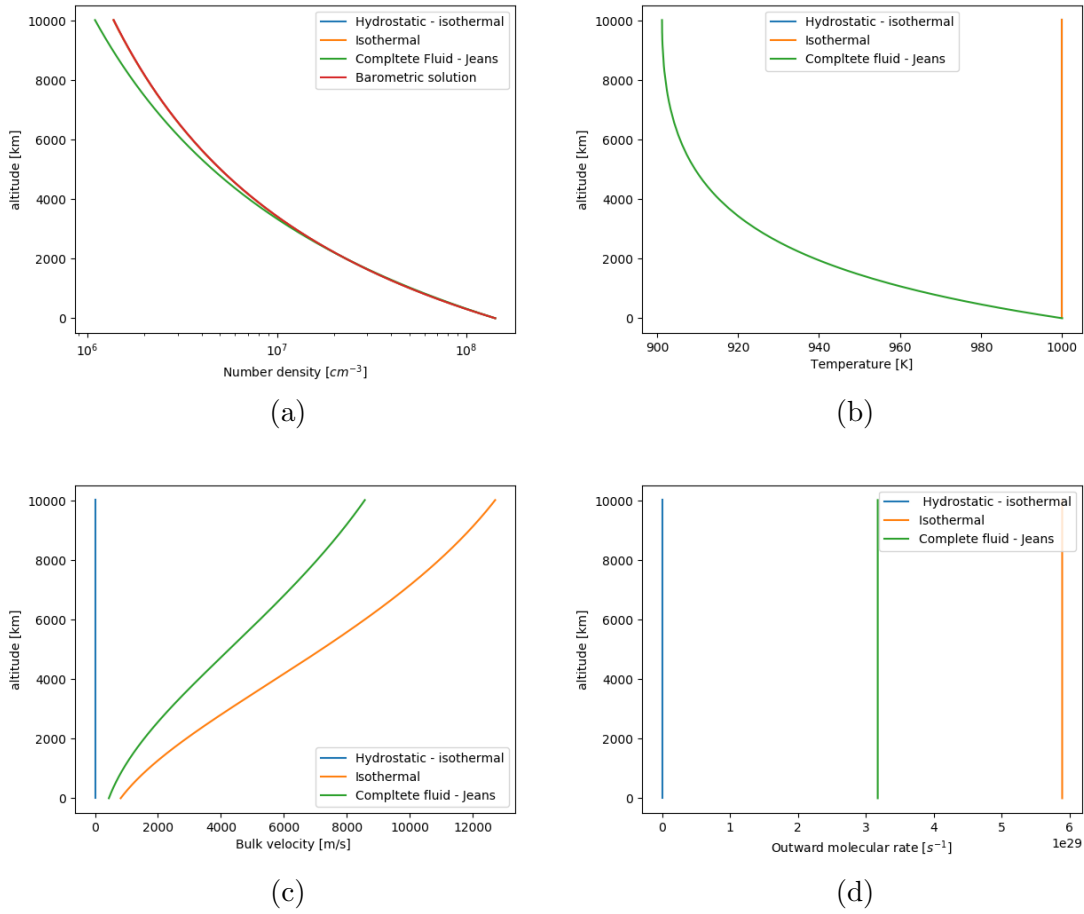 10000
8000
6000
4000
2000
0
altitude [km]
10^6
10^7
10^8
Number density [cm^-3]
Hydrostatic - isothermal
Isothermal
Compltete Fluid - Jeans
Barometric solution
(a)
10000
8000
6000
4000
2000
0
altitude [km]
900
920
940
960
980
1000
Temperature [K]
Hydrostatic - isothermal
Isothermal
Compltete fluid - Jeans
(b)
10000
8000
6000
4000
2000
0
altitude [km]
0
2000
4000
6000
8000
10000
12000
Bulk velocity [m/s]
Hydrostatic - isothermal
Isothermal
Compltete fluid - Jeans
(c)
10000
8000
6000
4000
2000
0
altitude [km]
0
1
2
3
4
5
6
1e29
Outward molecular rate [s^-1]
Hydrostatic - isothermal
Isothermal
Complete fluid - Jeans
(d)